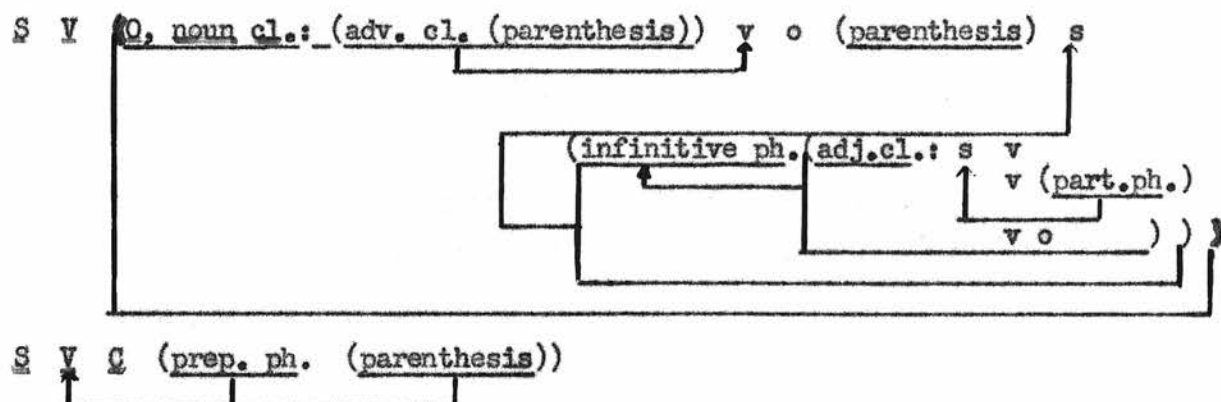 S V (O, noun cl.: (adv. cl. (parenthesis)) v o (parenthesis) s
(infinitive ph. (adj.cl.: s v
v (part.ph.)
v o ) ) )
S V C (prep. ph. (parenthesis))